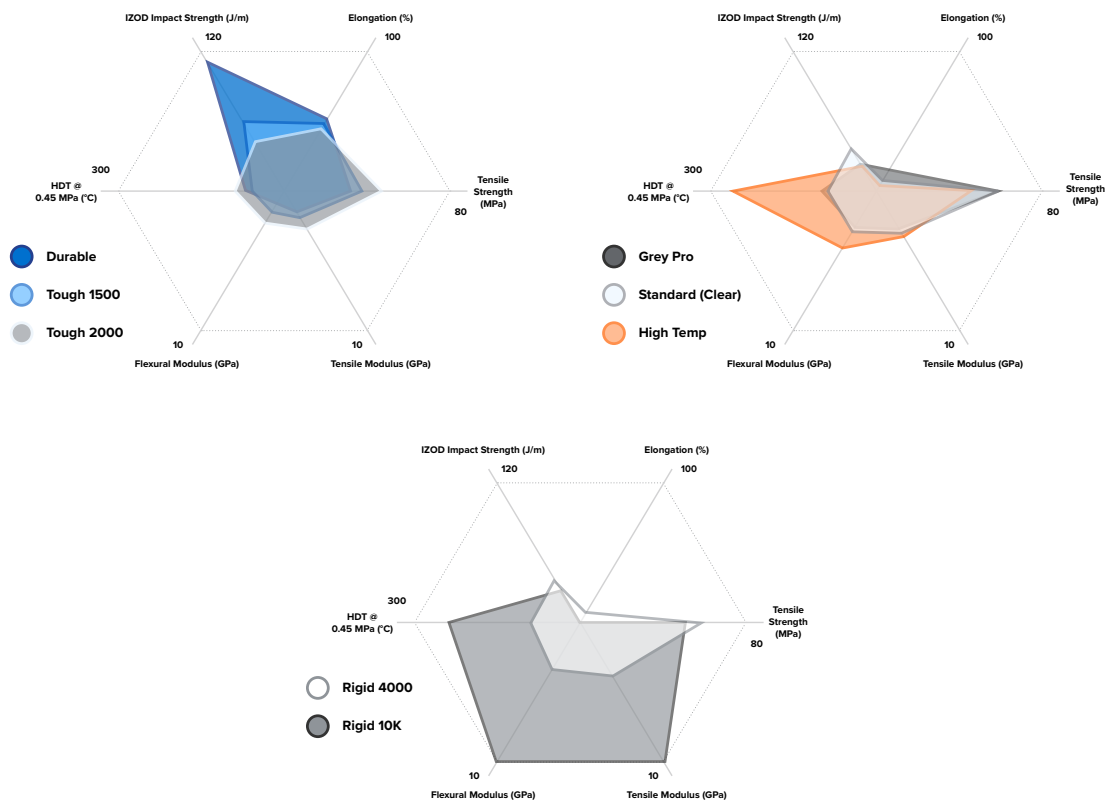 IZOD Impact Strength (J/m)
Elongation (%)
120
100
300
HDT @
0.45 MPa (°C)
Tensile
Strength
(MPa)
80
Durable
Tough 1500
Tough 2000
10
10
Flexural Modulus (GPa)
Tensile Modulus (GPa)
IZOD Impact Strength (J/m)
Elongation (%)
120
100
300
HDT @
0.45 MPa (°C)
Tensile
Strength
(MPa)
80
Grey Pro
Standard (Clear)
High Temp
10
10
Flexural Modulus (GPa)
Tensile Modulus (GPa)
IZOD Impact Strength (J/m)
Elongation (%)
120
100
300
HDT @
0.45 MPa (°C)
Tensile
Strength
(MPa)
80
Rigid 4000
Rigid 10K
10
10
Flexural Modulus (GPa)
Tensile Modulus (GPa)